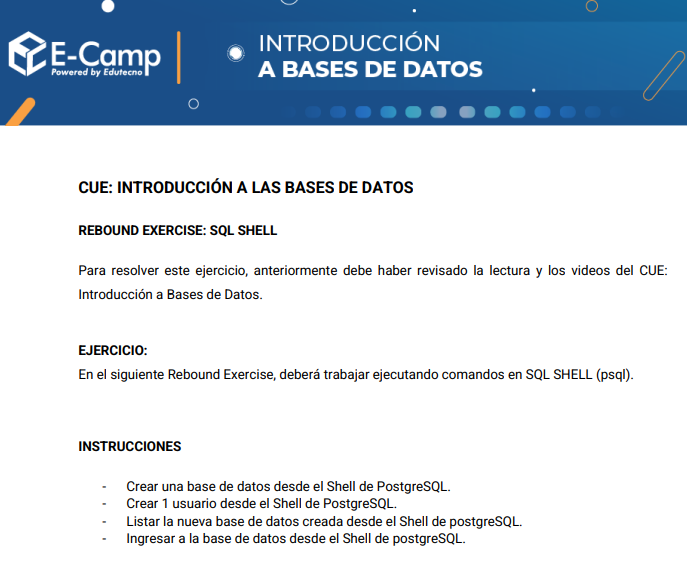 E-Camp
Powered by Edutecno
INTRODUCCIÓN
A BASES DE DATOS
CUE: INTRODUCCIÓN A LAS BASES DE DATOS
REBOUND EXERCISE: SQL SHELL
Para resolver este ejercicio, anteriormente debe haber revisado la lectura y los videos del CUE:
Introducción a Bases de Datos.
EJERCICIO:
En el siguiente Rebound Exercise, deberá trabajar ejecutando comandos en SQL SHELL (psql).
INSTRUCCIONES
- Crear una base de datos desde el Shell de PostgreSQL.
- Crear 1 usuario desde el Shell de PostgreSQL.
- Listar la nueva base de datos creada desde el Shell de postgreSQL.
- Ingresar a la base de datos desde el Shell de postgreSQL.